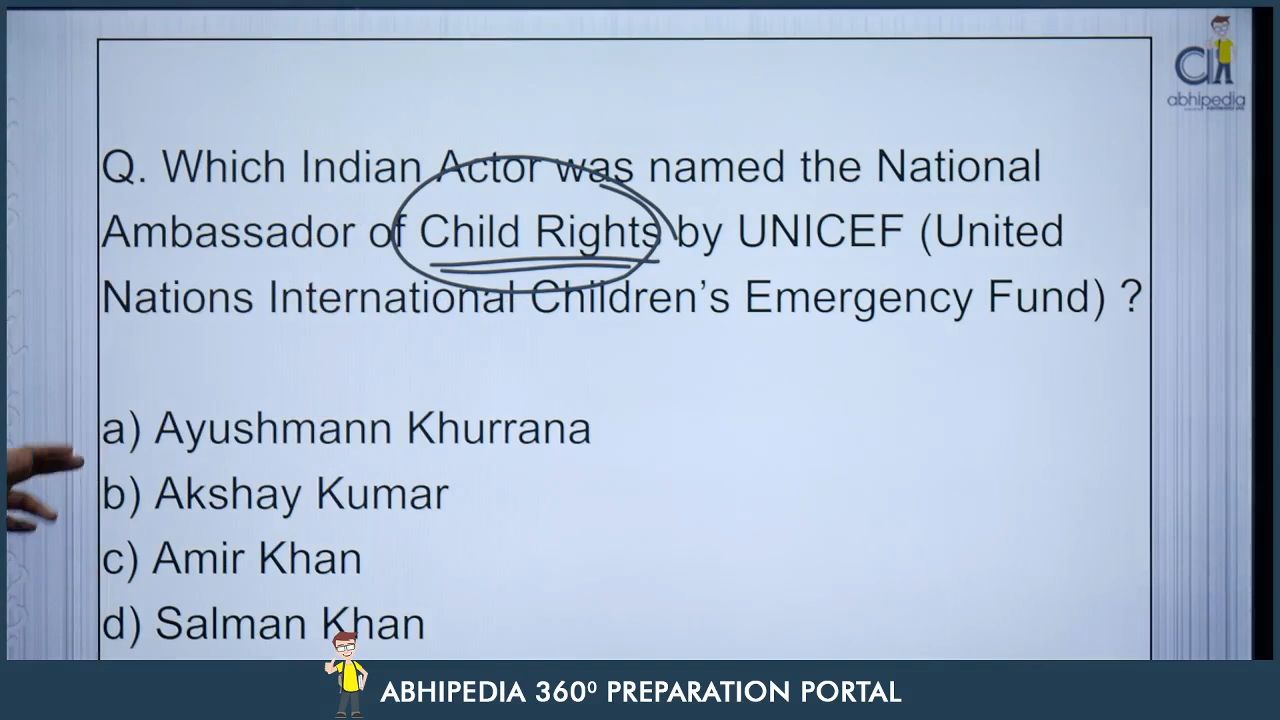 abhipedia
Q. Which Indian Actor was named the National
Ambassador of Child Rights by UNICEF (United
Nations International Children's Emergency Fund) ?
a) Ayushmann Khurrana
b) Akshay Kumar
c) Amir Khan
d) Salman Khan
ABHIPEDIA 360⁰ PREPARATION PORTAL